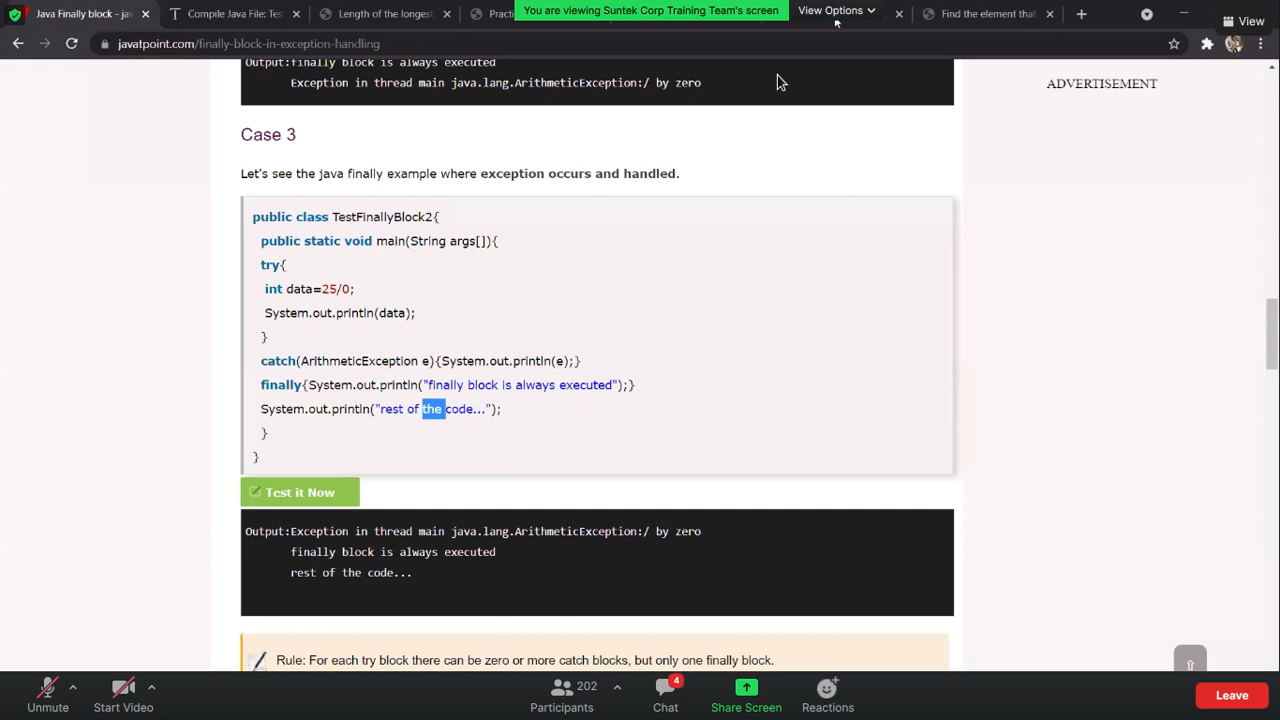 Java Finally block - jav
Compile Java File: Test
Length of the longest
Practi
You are viewing Suntek Corp Training Team's screen
View Options
Find the element that
View
javatpoint.com/finally-block-in-exception-handling
Output:finally block is always executed
Exception in thread main java.lang.ArithmeticException:/ by zero
ADVERTISEMENT
Case 3
Let's see the java finally example where exception occurs and handled.
public class TestFinallyBlock2{
public static void main(String args[]){
try{
int data=25/0;
System.out.println(data);
}
catch(ArithmeticException e){System.out.println(e);}
finally{System.out.println("finally block is always executed");}
System.out.println("rest of the code...");
}
}
Test it Now
Output:Exception in thread main java.lang.ArithmeticException:/ by zero
finally block is always executed
rest of the code...
Rule: For each try block there can be zero or more catch blocks, but only one finally block.
Unmute
Start Video
202
Participants
4
Chat
Share Screen
Reactions
Leave